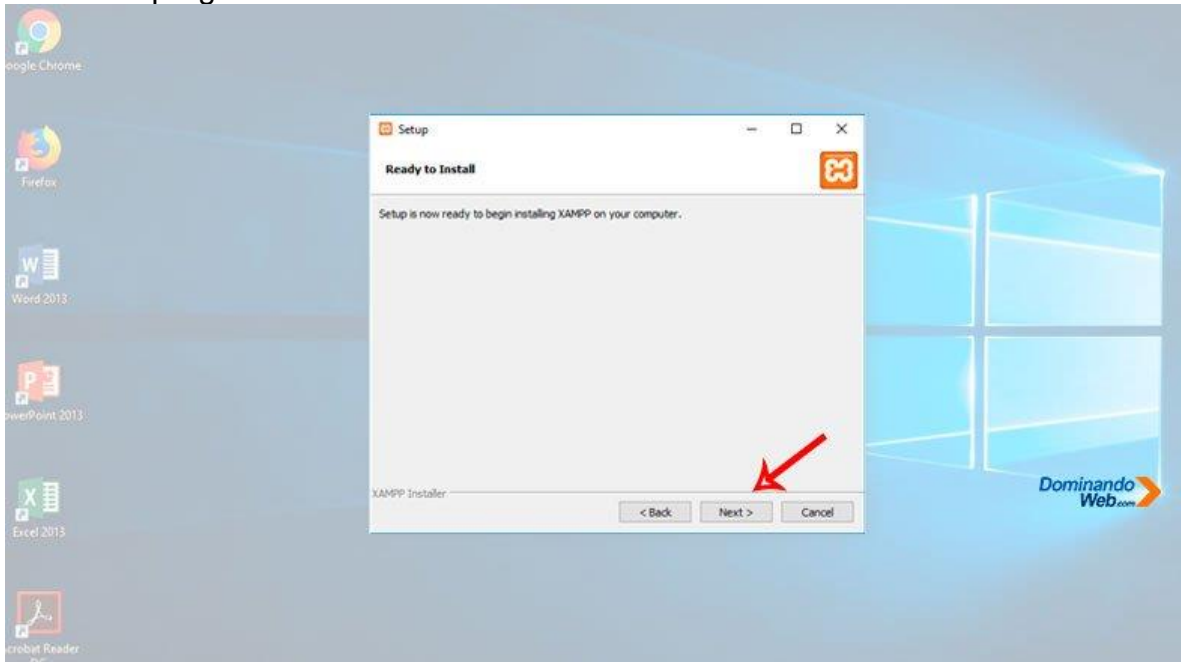 oogle Chrome
Firefox
Word 2013
owerPoint 2013
Excel 2013
crobat Reader
Setup
Ready to Install
Setup is now ready to begin installing XAMPP on your computer.
XAMPP Installer
< Back Next > Cancel
Dominando
Web.com